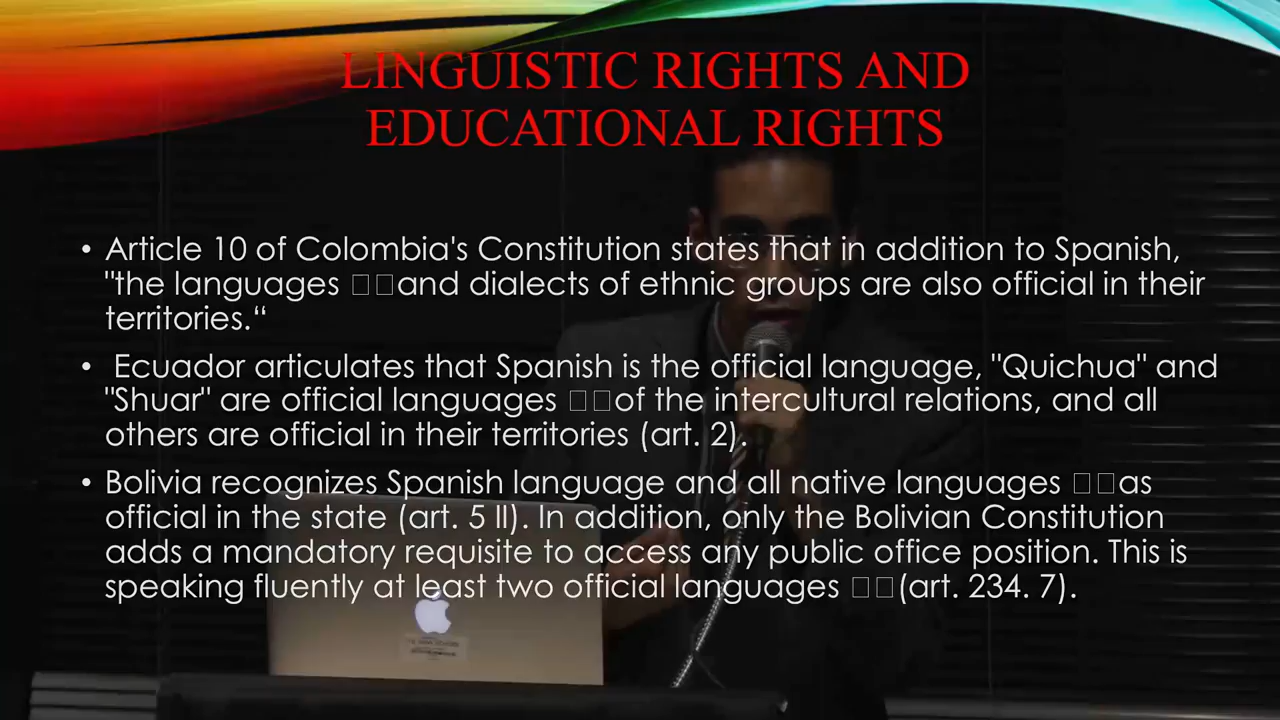 LINGUISTIC RIGHTS AND
EDUCATIONAL RIGHTS
• Article 10 of Colombia's Constitution states that in addition to Spanish,
"the languages □□and dialects of ethnic groups are also official in their
territories.“
• Ecuador articulates that Spanish is the official language, "Quichua" and
"Shuar" are official languages □□of the intercultural relations, and all
others are official in their territories (art. 2).
• Bolivia recognizes Spanish language and all native languages □□as
official in the state (art. 5 II). In addition, only the Bolivian Constitution
adds a mandatory requisite to access any public office position. This is
speaking fluently at least two official languages □□(art. 234. 7).